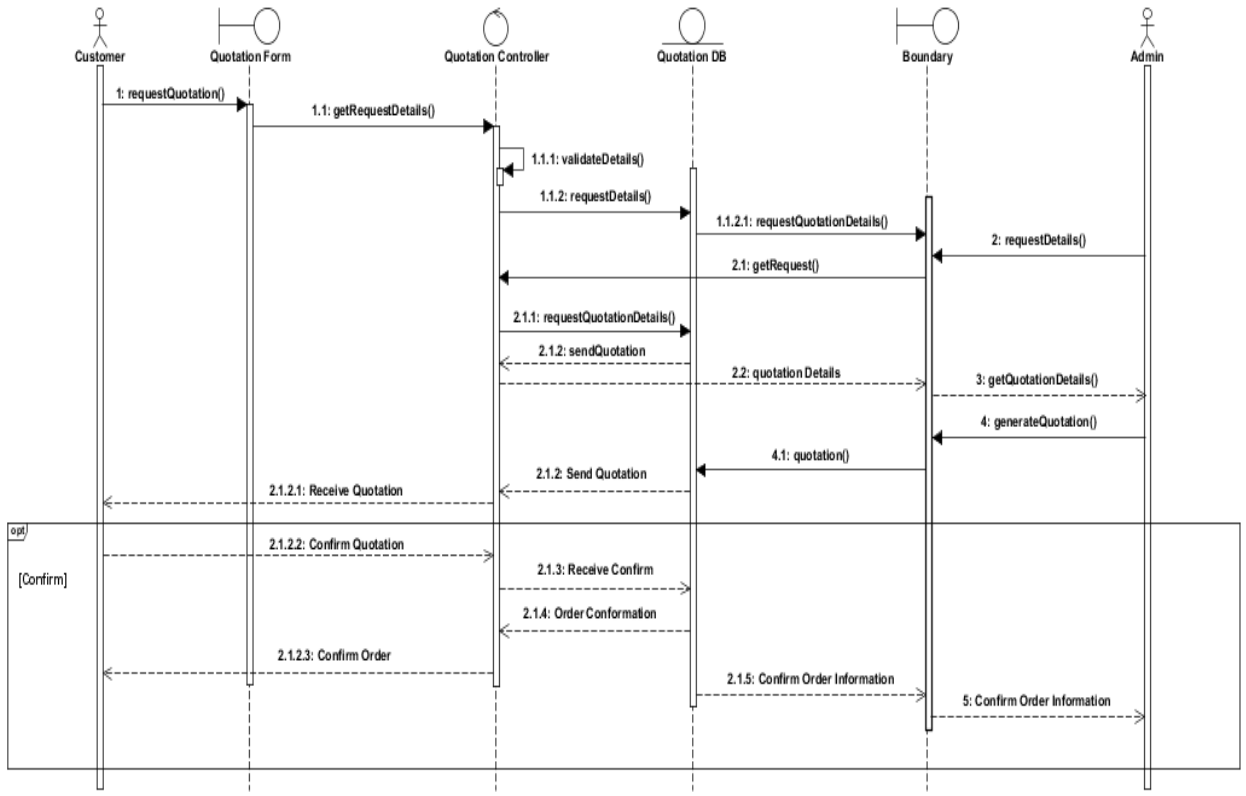 Customer
Quotation Form
Quotation Controller
Quotation DB
Boundary
Admin
1: requestQuotation()
1.1: getRequestDetails()
1.1.1: validateDetails()
1.1.2: requestDetails()
1.1.2.1: requestQuotationDetails()
2: requestDetails()
2.1: getRequest()
2.1.1: requestQuotationDetails()
2.1.2: sendQuotation
2.2: quotation Details
3: getQuotationDetails()
4: generateQuotation()
4.1: quotation()
2.1.2: Send Quotation
2.1.2.1: Receive Quotation
opt
2.1.2.2: Confirm Quotation
[Confirm]
2.1.3: Receive Confirm
2.1.4: Order Conformation
2.1.2.3: Confirm Order
2.1.5: Confirm Order Information
5: Confirm Order Information